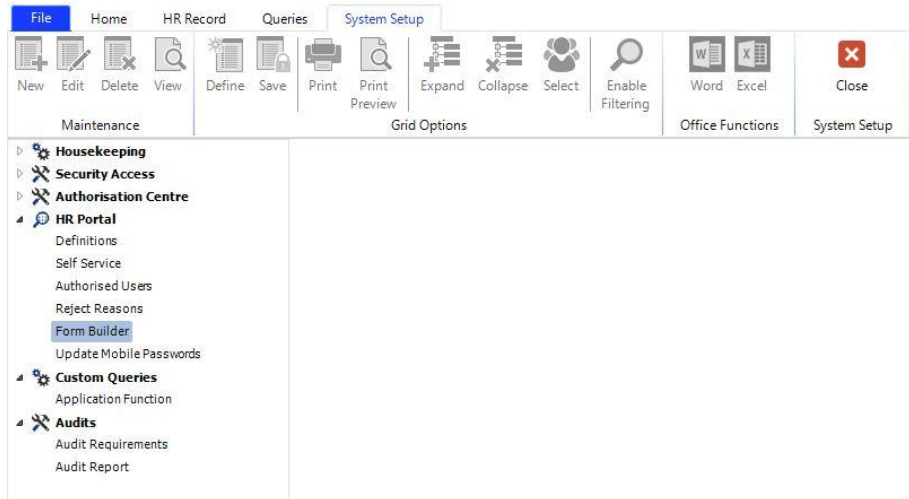 File Home HR Record Queries System Setup
New Edit Delete View Define Save Print Print Preview Expand Collapse Select Enable Filtering Word Excel Close
Maintenance Grid Options Office Functions System Setup
Housekeeping
Security Access
Authorisation Centre
HR Portal
Definitions
Self Service
Authorised Users
Reject Reasons
Form Builder
Update Mobile Passwords
Custom Queries
Application Function
Audits
Audit Requirements
Audit Report